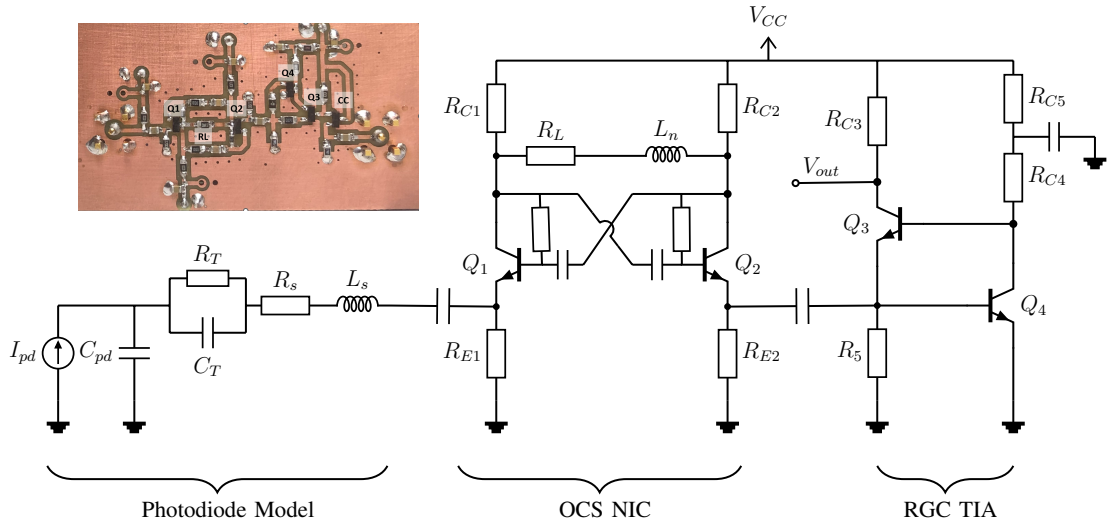 V_CC
R_C1
R_C2
R_L
L_n
R_C3
R_C5
R_C4
V_out
Q4
Q1
Q2
Q3
CC
RL
Q_1
Q_2
Q_3
Q_4
R_T
R_s
L_s
I_pd
C_pd
C_T
R_E1
R_E2
R_5
Photodiode Model
OCS NIC
RGC TIA